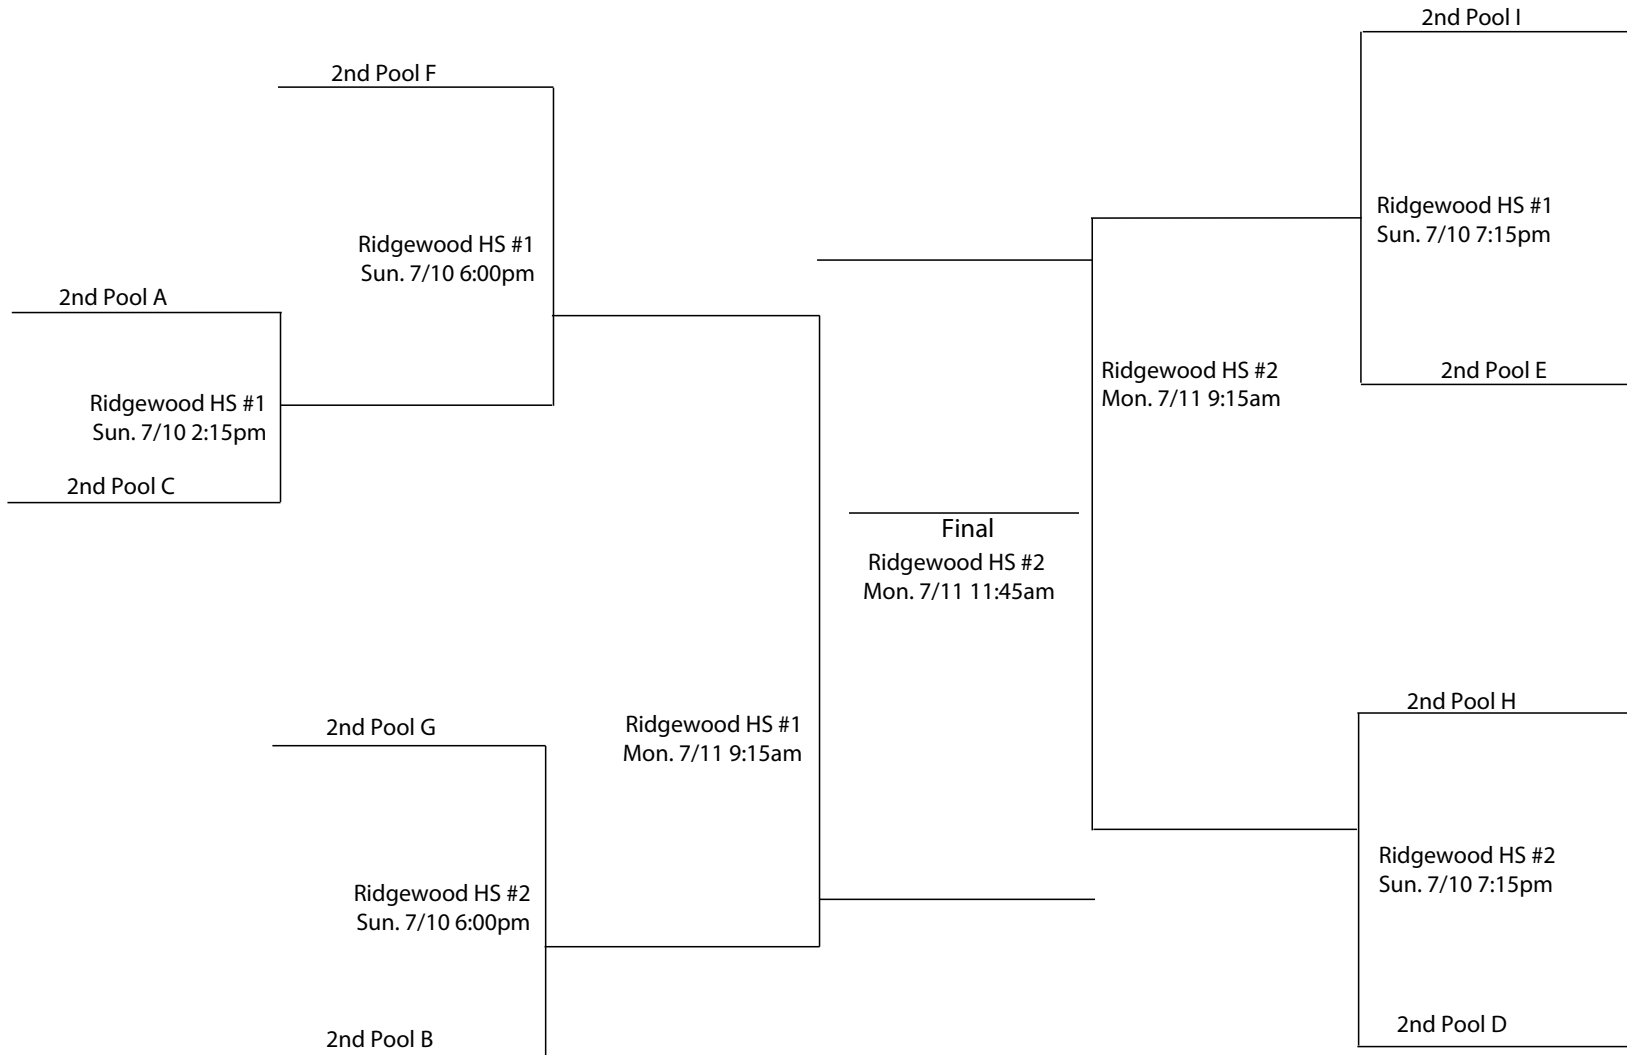 2nd Pool I
2nd Pool F
Ridgewood HS #1
Sun. 7/10 7:15pm
Ridgewood HS #1
Sun. 7/10 6:00pm
2nd Pool A
2nd Pool E
Ridgewood HS #2
Mon. 7/11 9:15am
Ridgewood HS #1
Sun. 7/10 2:15pm
2nd Pool C
Final
Ridgewood HS #2
Mon. 7/11 11:45am
2nd Pool H
2nd Pool G
Ridgewood HS #1
Mon. 7/11 9:15am
Ridgewood HS #2
Sun. 7/10 7:15pm
Ridgewood HS #2
Sun. 7/10 6:00pm
2nd Pool D
2nd Pool B